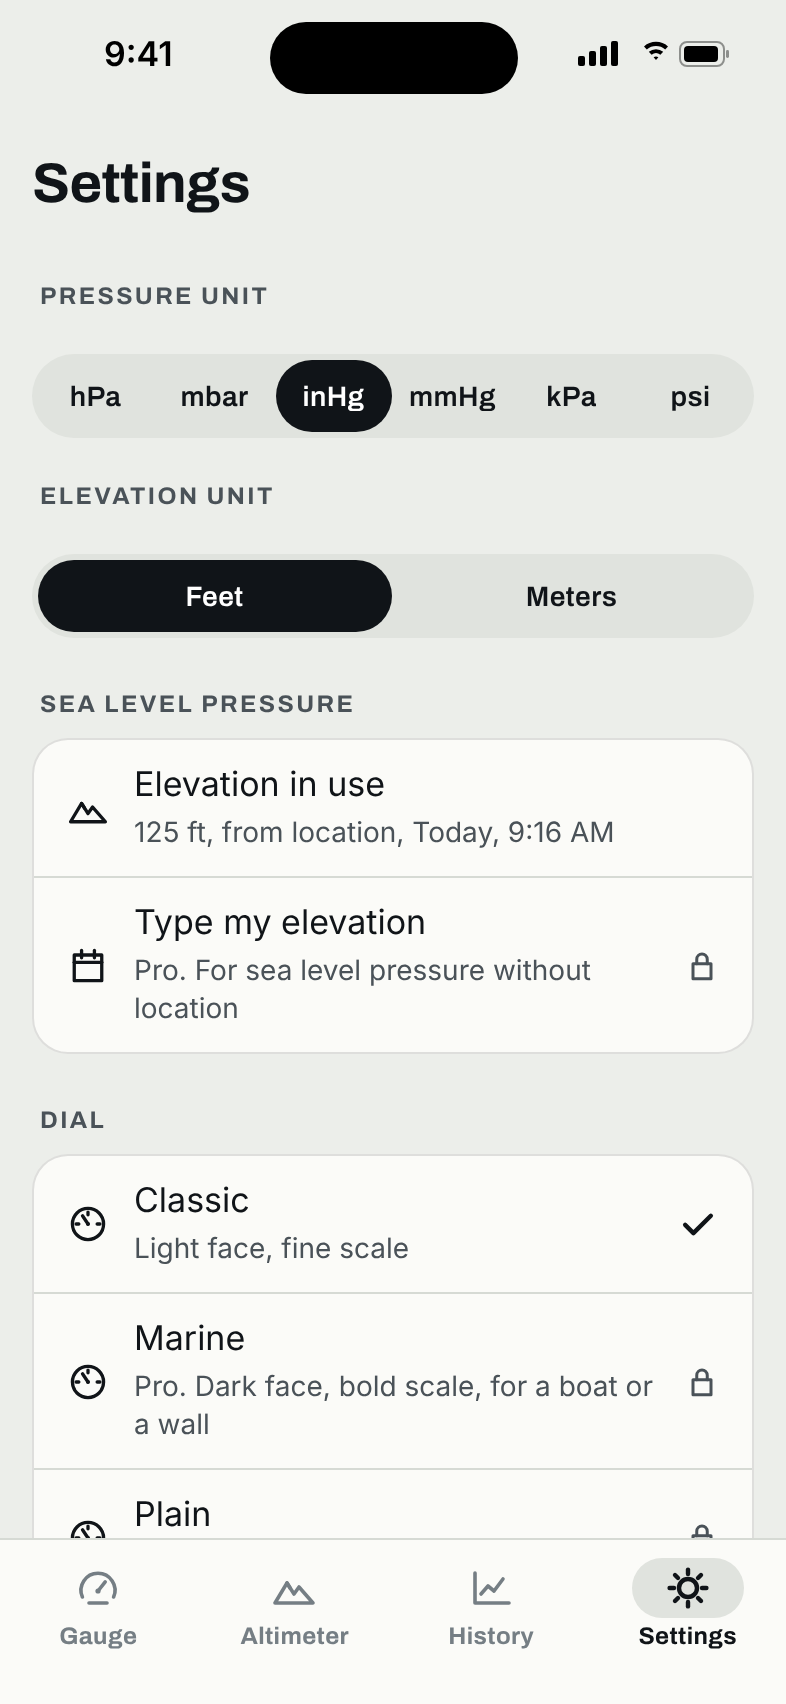 9:41
Settings
PRESSURE UNIT
hPa mbar inHg mmHg kPa psi
ELEVATION UNIT
Feet Meters
SEA LEVEL PRESSURE
Elevation in use
125 ft, from location, Today, 9:16 AM
Type my elevation
Pro. For sea level pressure without
location
DIAL
Classic
Light face, fine scale
Marine
Pro. Dark face, bold scale, for a boat or
a wall
Plain
Gauge Altimeter History Settings